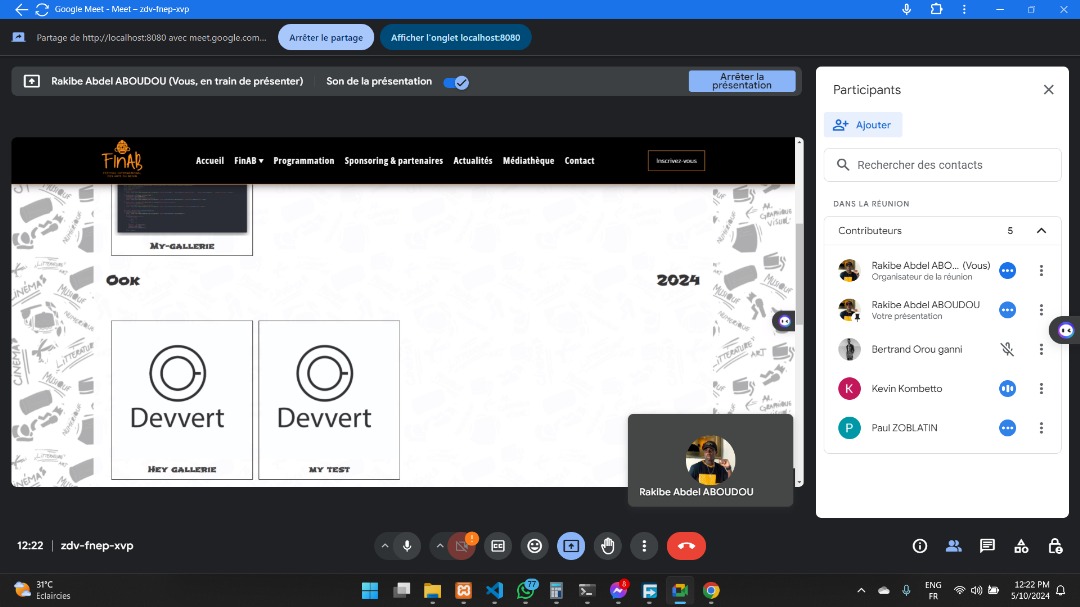 Google Meet - Meet – zdv-fnep-xvp
Partage de http://localhost:8080 avec meet.google.com...
Arrêter le partage
Afficher l'onglet localhost:8080
Rakibe Abdel ABOUDOU (Vous, en train de présenter)
Son de la présentation
Arrêter la
présentation
FinAB
Accueil FinAB ▾ Programmation Sponsoring & partenaires Actualités Médiathèque Contact
Inscrivez-vous
My-gallerie
Ook
2024
Devvert
Hey gallerie
Devvert
my test
Rakibe Abdel ABOUDOU
Participants
Ajouter
Rechercher des contacts
DANS LA RÉUNION
Contributeurs 5
Rakibe Abdel ABO... (Vous)
Organisateur de la réunion
Rakibe Abdel ABOUDOU
Votre présentation
Bertrand Orou ganni
K Kevin Kombetto
P Paul ZOBLATIN
12:22 | zdv-fnep-xvp
31°C
Éclaircies
77
8
ENG
FR
12:22 PM
5/10/2024